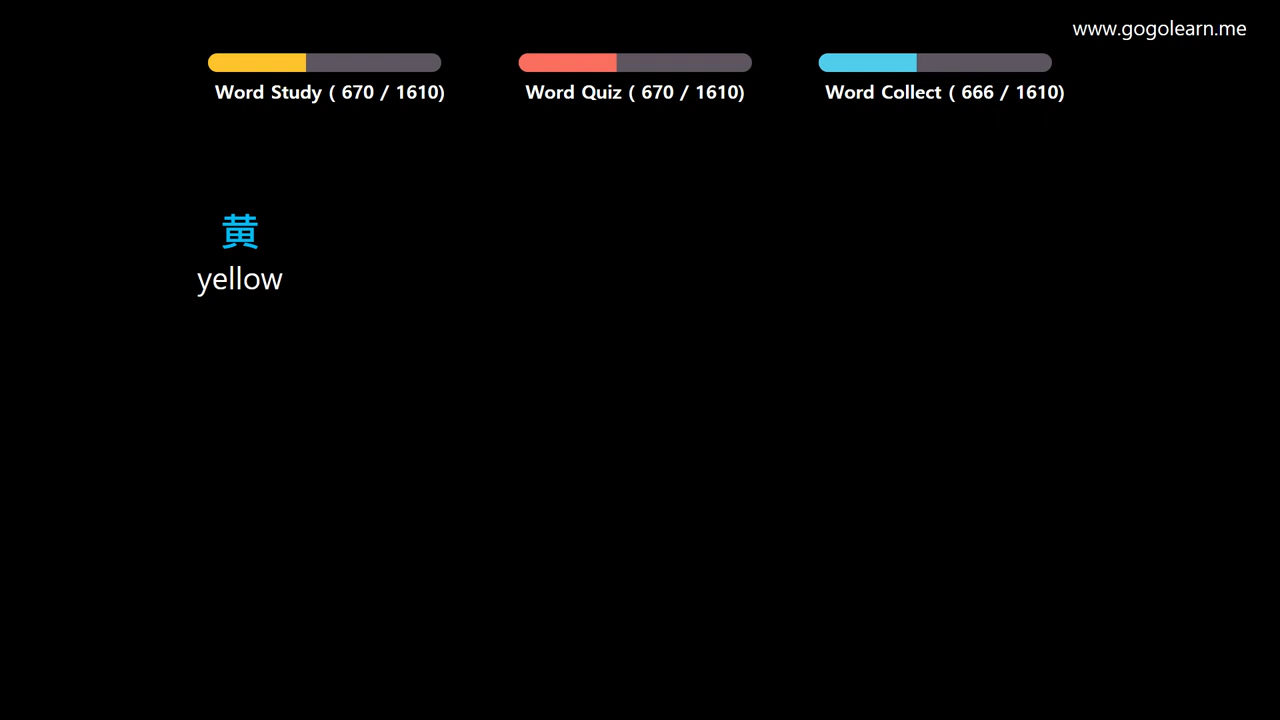 www.gogolearn.me
Word Study ( 670 / 1610)
Word Quiz ( 670 / 1610)
Word Collect ( 666 / 1610)
黄
yellow